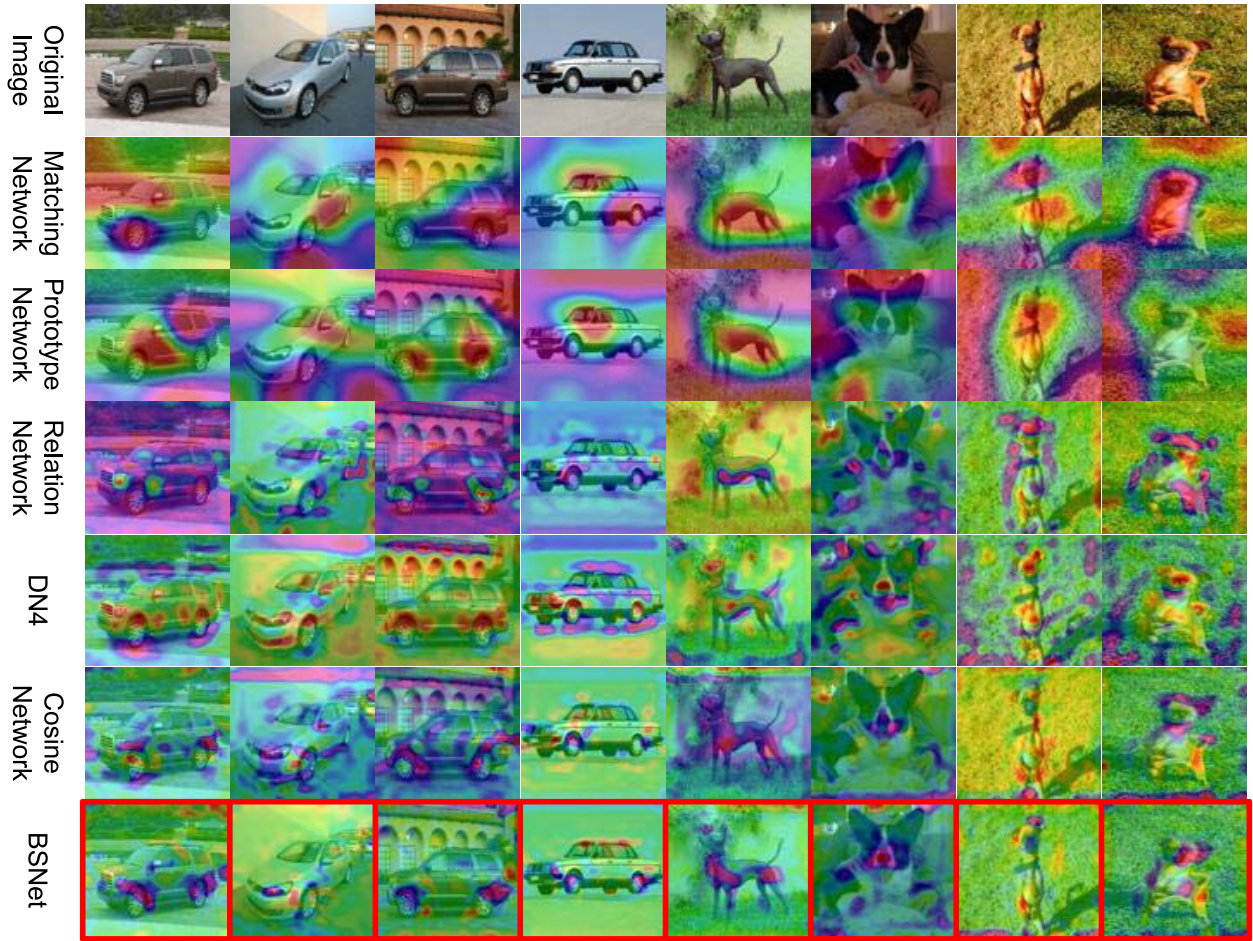 Original
Image
Matching
Network
Prototype
Network
Relation
Network
DN4
Cosine
Network
BSNet